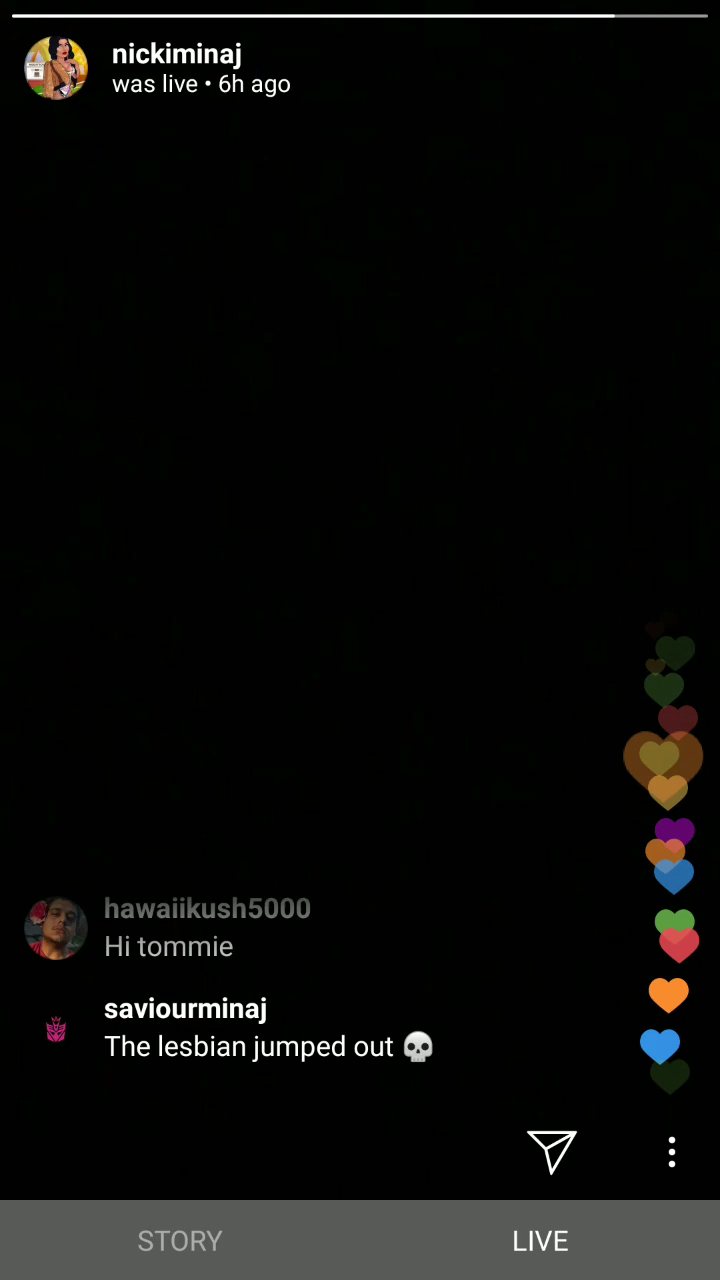 nickiminaj
was live • 6h ago
hawaiikush5000
Hi tommie
saviourminaj
The lesbian jumped out 💀
STORY
LIVE